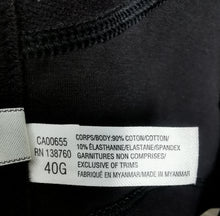 CA00655
RN 138760
40G
CORPS/BODY:90% COTON/COTTON/
10% ÉLASTHANNE/ELASTANE/SPANDEX
GARNITURES NON COMPRISES/
EXCLUSIVE OF TRIMS
FABRIQUÉ EN MYANMAR/MADE IN MYANMAR